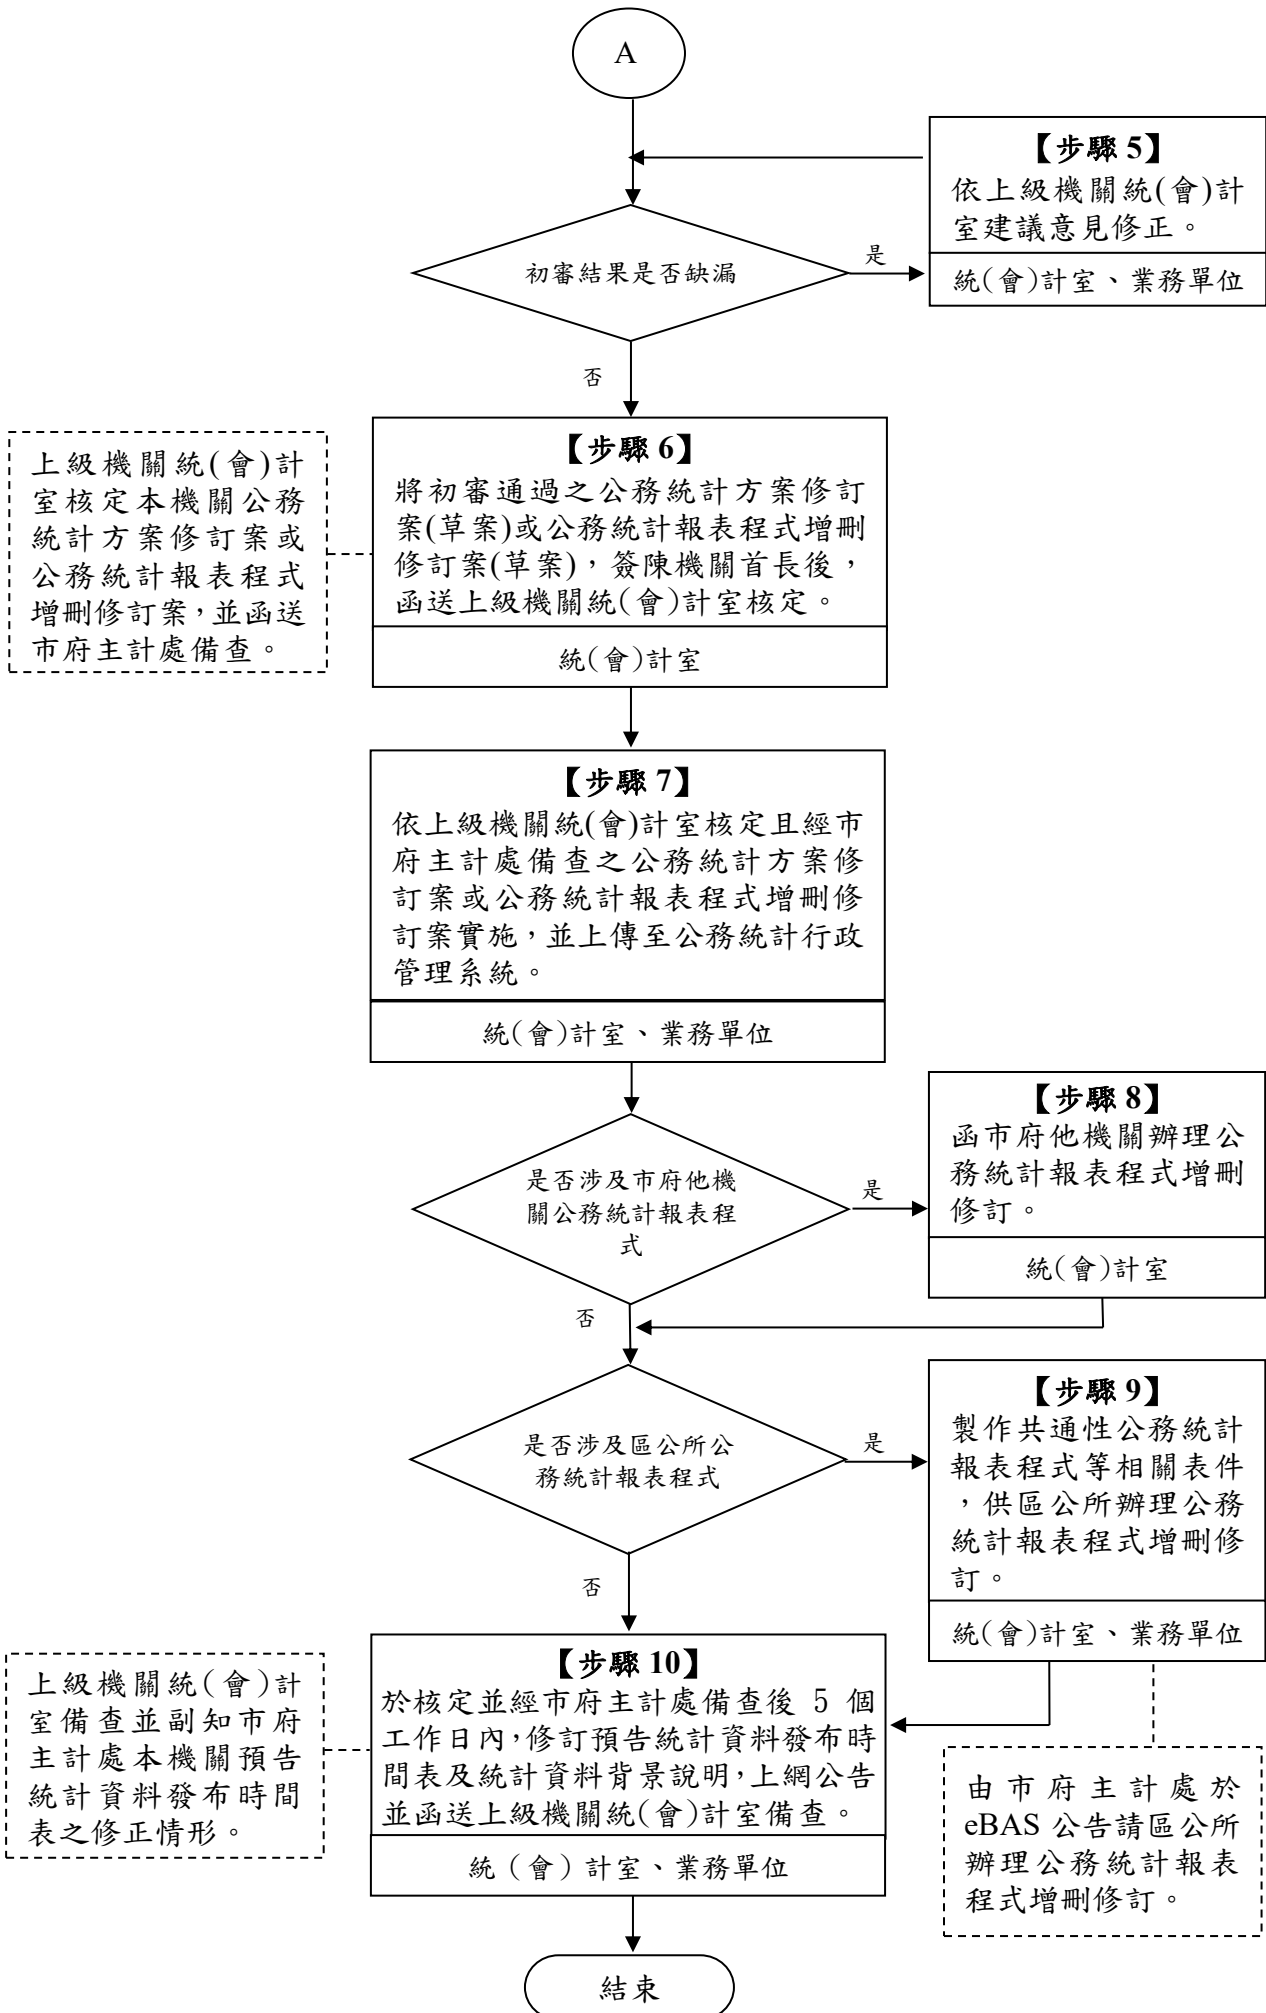 A
【步驟 5】
依上級機關統(會)計
室建議意見修正。
統(會)計室、業務單位
初審結果是否缺漏
是
否
【步驟 6】
將初審通過之公務統計方案修訂
案(草案)或公務統計報表程式增刪
修訂案(草案)，簽陳機關首長後，
函送上級機關統(會)計室核定。
統(會)計室
上級機關統(會)計
室核定本機關公務
統計方案修訂案或
公務統計報表程式
增刪修訂案，並函送
市府主計處備查。
【步驟 7】
依上級機關統(會)計室核定且經市
府主計處備查之公務統計方案修
訂案或公務統計報表程式增刪修
訂案實施，並上傳至公務統計行政
管理系統。
統(會)計室、業務單位
是否涉及市府他機
關公務統計報表程
式
是
【步驟 8】
函市府他機關辦理公
務統計報表程式增刪
修訂。
統(會)計室
否
是否涉及區公所公
務統計報表程式
是
【步驟 9】
製作共通性公務統計
報表程式等相關表件
，供區公所辦理公務
統計報表程式增刪修
訂。
統(會)計室、業務單位
否
【步驟 10】
於核定並經市府主計處備查後 5 個
工作日內，修訂預告統計資料發布時
間表及統計資料背景說明，上網公告
並函送上級機關統(會)計室備查。
統（會）計室、業務單位
上級機關統(會)計
室備查並副知市府
主計處本機關預告
統計資料發布時間
表之修正情形。
由市府主計處於
eBAS 公告請區公所
辦理公務統計報表
程式增刪修訂。
結束